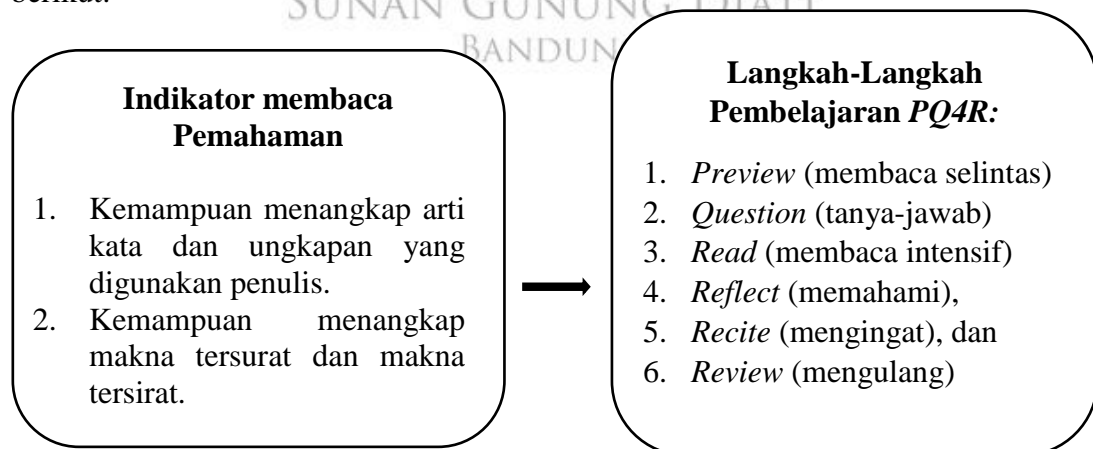 SUNAN GUNUNG DJATI
BANDUN
Indikator membaca
Pemahaman
1. Kemampuan menangkap arti
kata dan ungkapan yang
digunakan penulis.
2. Kemampuan menangkap
makna tersurat dan makna
tersirat.
Langkah-Langkah
Pembelajaran PQ4R:
1. Preview (membaca selintas)
2. Question (tanya-jawab)
3. Read (membaca intensif)
4. Reflect (memahami),
5. Recite (mengingat), dan
6. Review (mengulang)